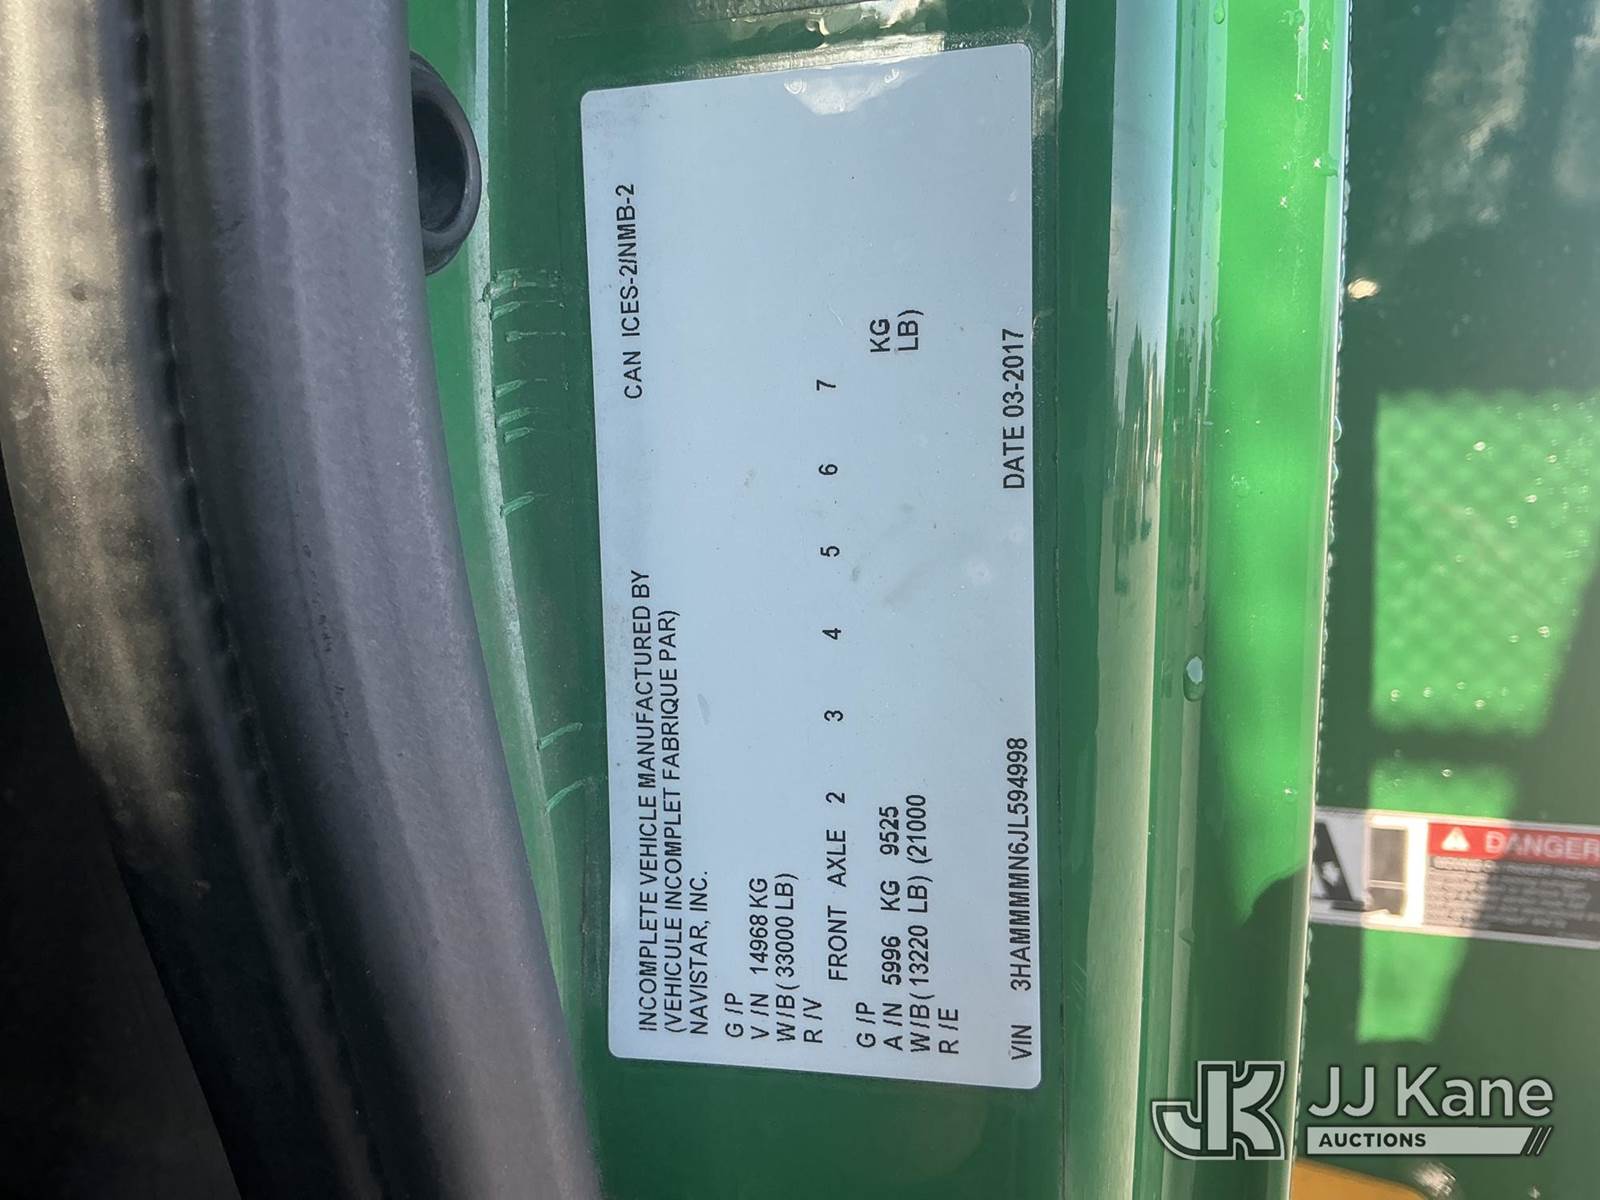 INCOMPLETE VEHICLE MANUFACTURED BY CAN ICES-2/NMB-2
(VEHICULE INCOMPLET FABRIQUE PAR)
NAVISTAR, INC.
G /P
V /N 14968 KG
W/B (33000 LB)
R /V
FRONT AXLE 2 3 4 5 6 7
G /P
A /N 5996 KG 9525 KG
W/B (13220 LB) (21000 LB)
R /E
VIN 3HAMMMMN6JL594998 DATE 03-2017
DANGER
JK JJ Kane
AUCTIONS